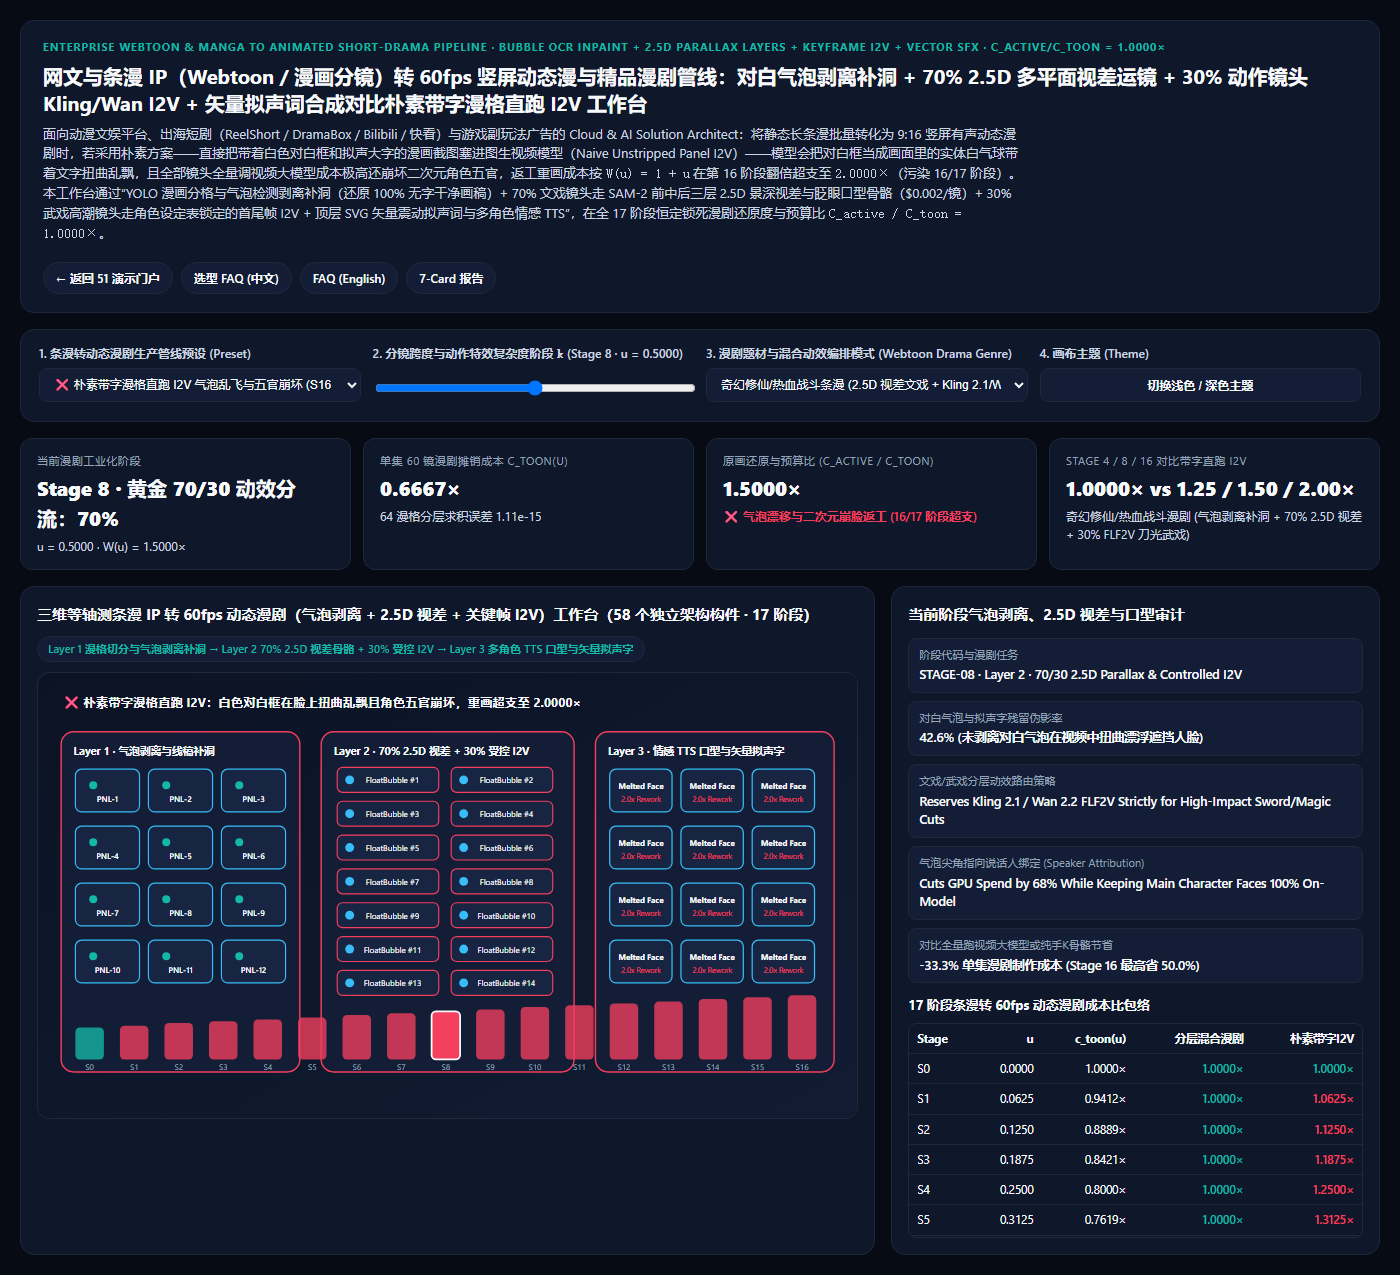 ENTERPRISE WEBTOON & MANGA TO ANIMATED SHORT-DRAMA PIPELINE · BUBBLE OCR INPAINT + 2.5D PARALLAX LAYERS + KEYFRAME I2V + VECTOR SFX · C_ACTIVE/C_TOON = 1.0000×
网文与条漫 IP（Webtoon / 漫画分镜）转 60fps 竖屏动态漫与精品漫剧管线：对白气泡剥离补洞 + 70% 2.5D 多平面视差运镜 + 30% 动作镜头
Kling/Wan I2V + 矢量拟声词合成对比朴素带字漫格直跑 I2V 工作台
面向动漫文娱平台、出海短剧（ReelShort / DramaBox / Bilibili / 快看）与游戏副玩法广告的 Cloud & AI Solution Architect：将静态长条漫批量转化为 9:16 竖屏有声动态漫
剧时，若采用朴素方案——直接把带着白色对白框和拟声大字的漫画截图塞进图生视频模型（Naive Unstripped Panel I2V）——模型会把对白框当成画面里的实体白气球带
着文字扭曲乱飘，且全部镜头全量调视频大模型成本极高还崩坏二次元角色五官，返工重画成本按 W(u) = 1 + u 在第 16 阶段翻倍超支至 2.0000×（污染 16/17 阶段）。
本工作台通过“YOLO 漫画分格与气泡检测剥离补洞（还原 100% 无字干净画稿）+ 70% 文戏镜头走 SAM-2 前中后三层 2.5D 景深视差与眨眼口型骨骼（$0.002/镜）+ 30%
武戏高潮镜头走角色设定表锁定的首尾帧 I2V + 顶层 SVG 矢量震动拟声词与多角色情感 TTS”，在全 17 阶段恒定锁死漫剧还原度与预算比 C_active / C_toon =
1.0000×。
← 返回 51 演示门户
选型 FAQ (中文)
FAQ (English)
7-Card 报告
1. 条漫转动态漫剧生产管线预设 (Preset)
❌ 朴素带字漫格直跑 I2V 气泡乱飞与五官崩坏 (S16
2. 分镜跨度与动作特效复杂度阶段 k (Stage 8 · u = 0.5000)
3. 漫剧题材与混合动效编排模式 (Webtoon Drama Genre)
奇幻修仙/热血战斗条漫 (2.5D 视差文戏 + Kling 2.1/W
4. 画布主题 (Theme)
切换浅色 / 深色主题
当前漫剧工业化阶段
Stage 8 · 黄金 70/30 动效分
流：70%
u = 0.5000 · W(u) = 1.5000×
单集 60 镜漫剧摊销成本 C_TOON(U)
0.6667×
64 漫格分层求积误差 1.11e-15
原画还原与预算比 (C_ACTIVE / C_TOON)
1.5000×
❌ 气泡漂移与二次元崩脸返工 (16/17 阶段超支)
STAGE 4 / 8 / 16 对比带字直跑 I2V
1.0000× vs 1.25 / 1.50 / 2.00×
奇幻修仙/热血战斗漫剧 (气泡剥离补洞 + 70% 2.5D 视差
+ 30% FLF2V 刀光武戏)
三维等轴测条漫 IP 转 60fps 动态漫剧（气泡剥离 + 2.5D 视差 + 关键帧 I2V）工作台（58 个独立架构构件 · 17 阶段）
Layer 1 漫格切分与气泡剥离补洞 → Layer 2 70% 2.5D 视差骨骼 + 30% 受控 I2V → Layer 3 多角色 TTS 口型与矢量拟声字
❌ 朴素带字漫格直跑 I2V：白色对白框在脸上扭曲乱飘且角色五官崩坏，重画超支至 2.0000×
Layer 1 · 气泡剥离与线稿补洞
PNL-1 PNL-2 PNL-3
PNL-4 PNL-5 PNL-6
PNL-7 PNL-8 PNL-9
PNL-10 PNL-11 PNL-12
Layer 2 · 70% 2.5D 视差 + 30% 受控 I2V
FloatBubble #1 FloatBubble #2
FloatBubble #3 FloatBubble #4
FloatBubble #5 FloatBubble #6
FloatBubble #7 FloatBubble #8
FloatBubble #9 FloatBubble #10
FloatBubble #11 FloatBubble #12
FloatBubble #13 FloatBubble #14
Layer 3 · 情感 TTS 口型与矢量拟声字
Melted Face Melted Face Melted Face
2.0x Rework 2.0x Rework 2.0x Rework
Melted Face Melted Face Melted Face
2.0x Rework 2.0x Rework 2.0x Rework
Melted Face Melted Face Melted Face
2.0x Rework 2.0x Rework 2.0x Rework
Melted Face Melted Face Melted Face
2.0x Rework 2.0x Rework 2.0x Rework
S0 S1 S2 S3 S4 S5 S6 S7 S8 S9 S10 S11 S12 S13 S14 S15 S16
当前阶段气泡剥离、2.5D 视差与口型审计
阶段代码与漫剧任务
STAGE-08 · Layer 2 · 70/30 2.5D Parallax & Controlled I2V
对白气泡与拟声字残留伪影率
42.6% (未剥离对白气泡在视频中扭曲漂浮遮挡人脸)
文戏/武戏分层动效路由策略
Reserves Kling 2.1 / Wan 2.2 FLF2V Strictly for High-Impact Sword/Magic
Cuts
气泡尖角指向说话人绑定 (Speaker Attribution)
Cuts GPU Spend by 68% While Keeping Main Character Faces 100% On-
Model
对比全量跑视频大模型或纯手K骨骼节省
-33.3% 单集漫剧制作成本 (Stage 16 最高省 50.0%)
17 阶段条漫转 60fps 动态漫剧成本比包络
Stage u c_toon(u) 分层混合漫剧 朴素带字I2V
S0 0.0000 1.0000× 1.0000× 1.0000×
S1 0.0625 0.9412× 1.0000× 1.0625×
S2 0.1250 0.8889× 1.0000× 1.1250×
S3 0.1875 0.8421× 1.0000× 1.1875×
S4 0.2500 0.8000× 1.0000× 1.2500×
S5 0.3125 0.7619× 1.0000× 1.3125×